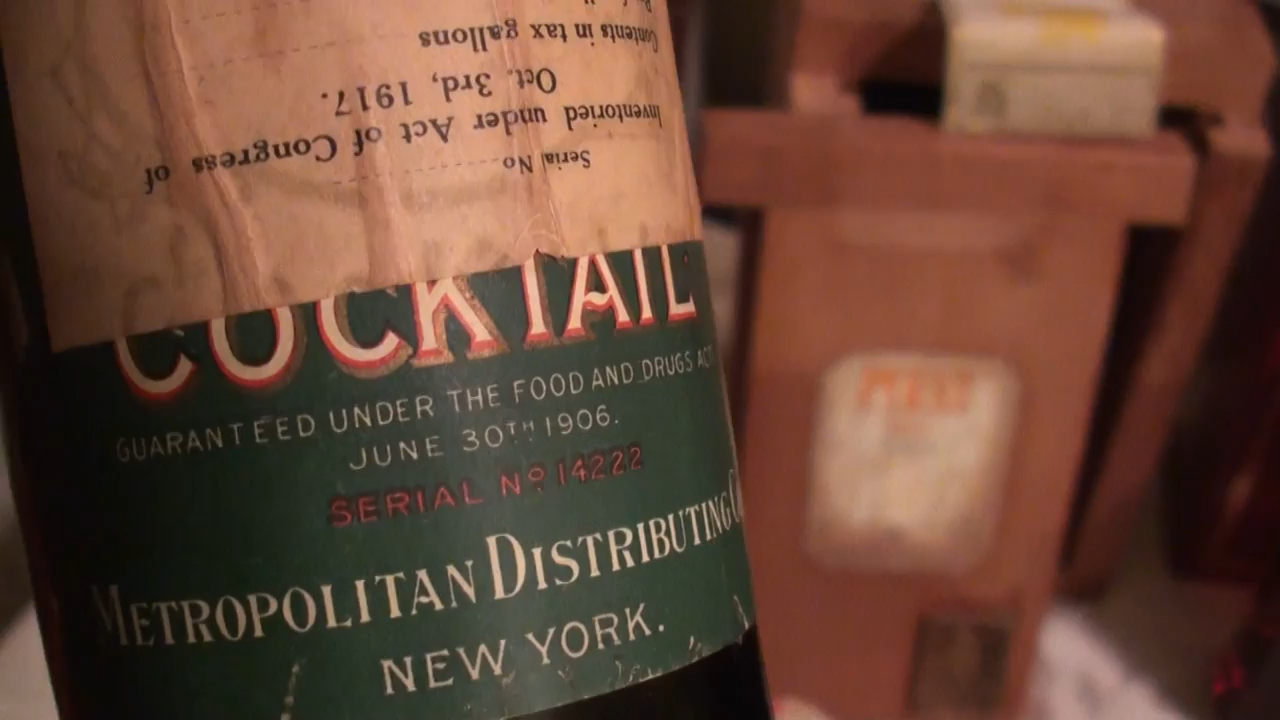 Contents in tax gallons
Oct. 3rd, 1917.
Inventoried under Act of Congress of
Serial No
COCKTAIL
GUARANTEED UNDER THE FOOD AND DRUGS ACT
JUNE 30TH 1906.
SERIAL No 14222
METROPOLITAN DISTRIBUTING
NEW YORK.